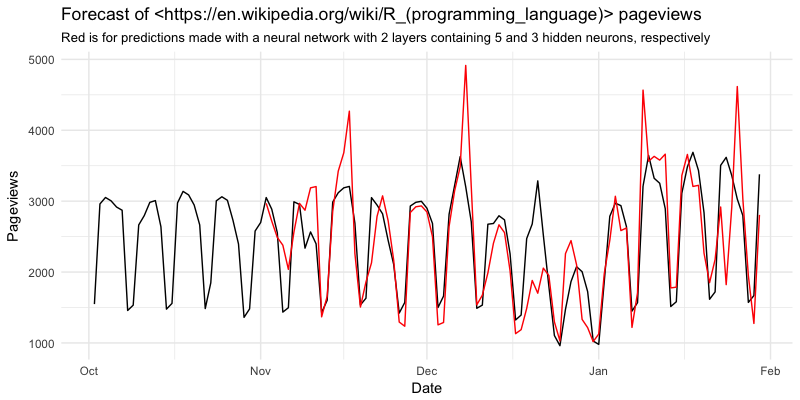 Forecast of <https://en.wikipedia.org/wiki/R_(programming_language)> pageviews
Red is for predictions made with a neural network with 2 layers containing 5 and 3 hidden neurons, respectively
5000
4000
3000
2000
1000
Pageviews
Oct
Nov
Dec
Jan
Feb
Date